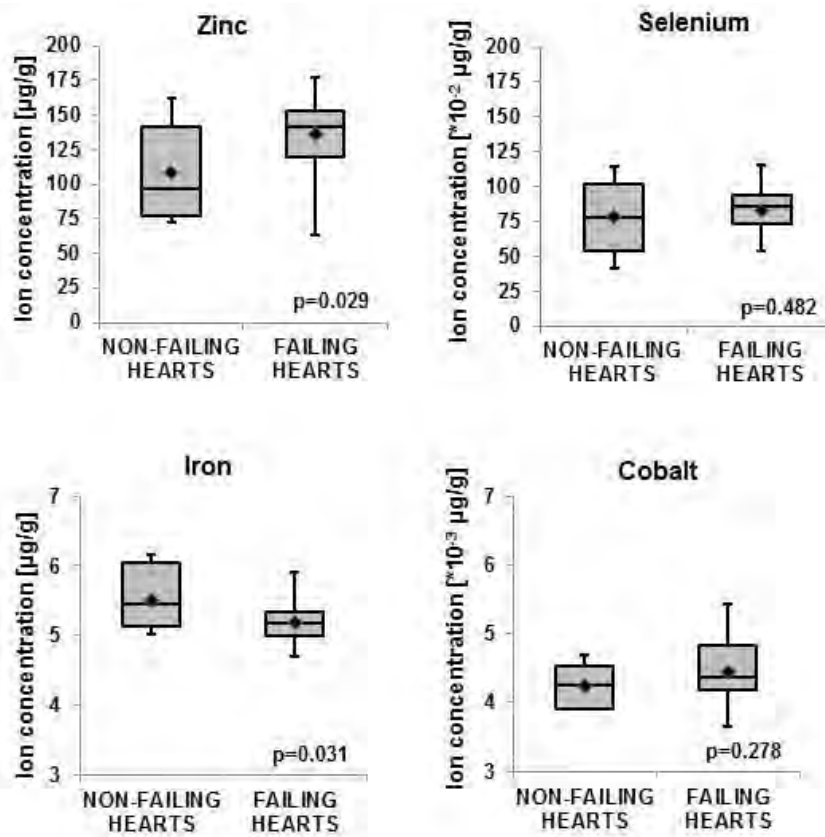 Zinc
Ion concentration [µg/g]
200
175
150
125
100
75
50
25
0
p=0.029
NON-FAILING HEARTS
FAILING HEARTS
Selenium
Ion concentration [*10⁻² µg/g]
200
175
150
125
100
75
50
25
0
p=0.482
NON-FAILING HEARTS
FAILING HEARTS
Iron
Ion concentration [µg/g]
7
6
5
4
3
p=0.031
NON-FAILING HEARTS
FAILING HEARTS
Cobalt
Ion concentration [*10⁻³ µg/g]
7
6
5
4
3
p=0.278
NON-FAILING HEARTS
FAILING HEARTS